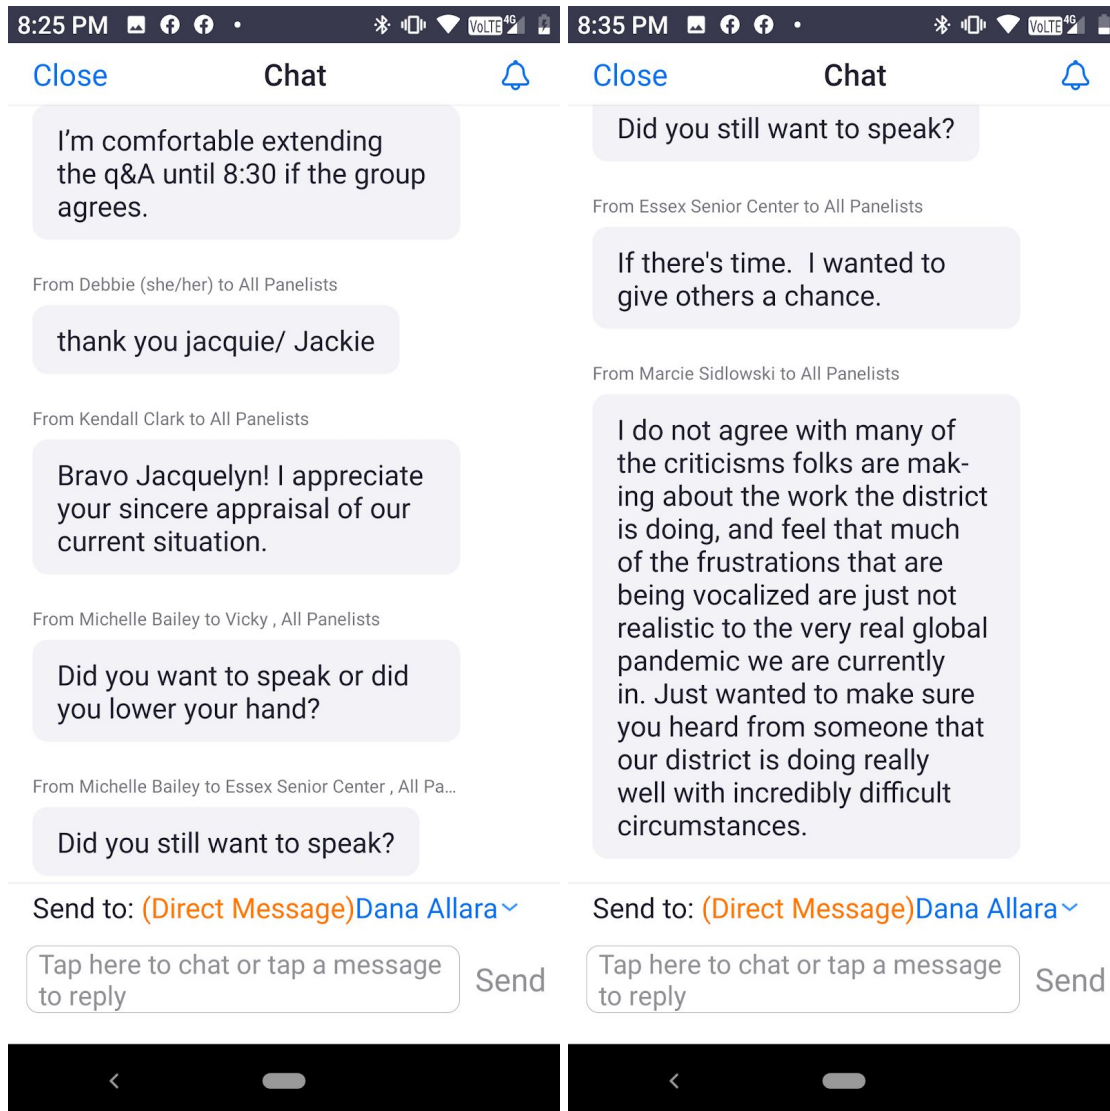 8:25 PM
VoLTE 4G
Close
Chat
I’m comfortable extending
the q&A until 8:30 if the group
agrees.
From Debbie (she/her) to All Panelists
thank you jacquie/ Jackie
From Kendall Clark to All Panelists
Bravo Jacquelyn! I appreciate
your sincere appraisal of our
current situation.
From Michelle Bailey to Vicky , All Panelists
Did you want to speak or did
you lower your hand?
From Michelle Bailey to Essex Senior Center , All Pa...
Did you still want to speak?
Send to: (Direct Message)Dana Allara
Tap here to chat or tap a message
to reply
Send
8:35 PM
VoLTE 4G
Close
Chat
Did you still want to speak?
From Essex Senior Center to All Panelists
If there's time.  I wanted to
give others a chance.
From Marcie Sidlowski to All Panelists
I do not agree with many of
the criticisms folks are mak-
ing about the work the district
is doing, and feel that much
of the frustrations that are
being vocalized are just not
realistic to the very real global
pandemic we are currently
in. Just wanted to make sure
you heard from someone that
our district is doing really
well with incredibly difficult
circumstances.
Send to: (Direct Message)Dana Allara
Tap here to chat or tap a message
to reply
Send